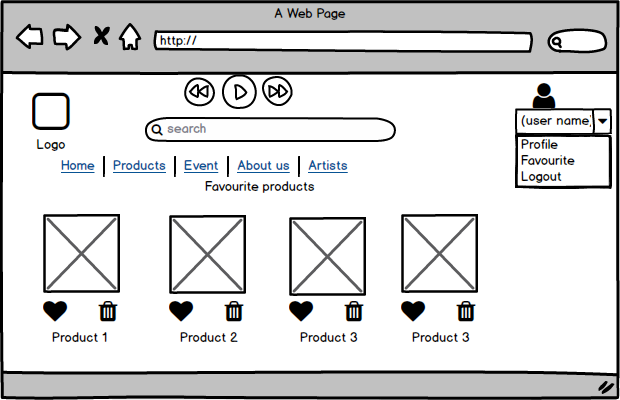 A Web Page
http://
search
Logo
(user name)
Profile
Favourite
Logout
Home Products Event About us Artists
Favourite products
Product 1 Product 2 Product 3 Product 3